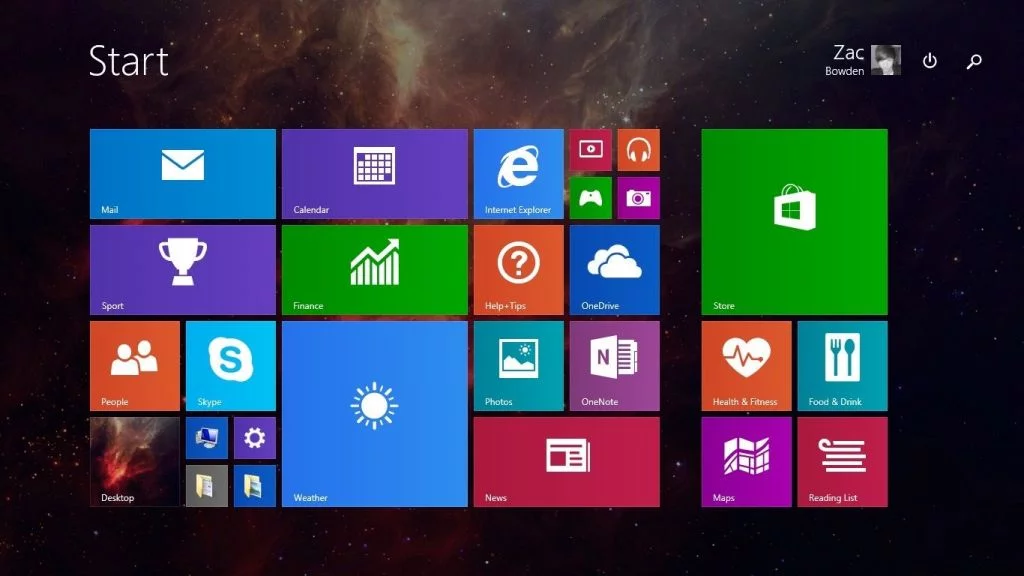 Start
Zac
Bowden
Mail
Calendar
Internet Explorer
Sport
Finance
Help+Tips
OneDrive
Store
People
Skype
Photos
OneNote
Health & Fitness
Food & Drink
Desktop
Weather
News
Maps
Reading List